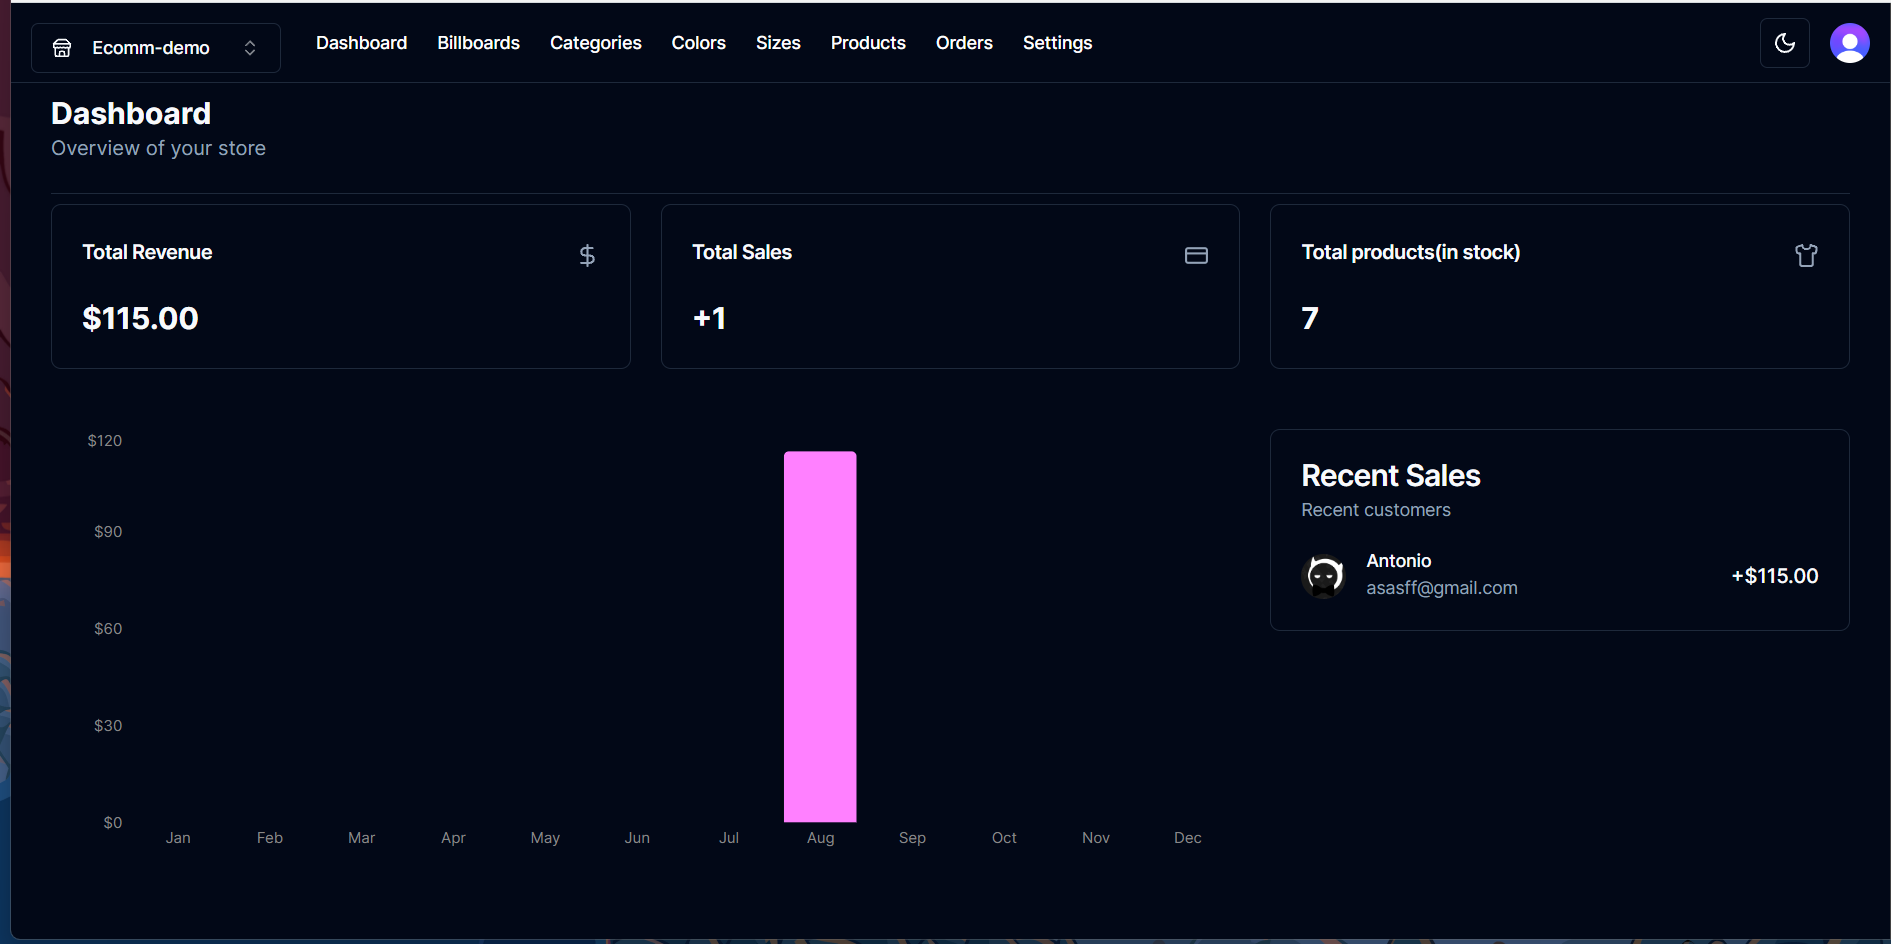 Ecomm-demo Dashboard Billboards Categories Colors Sizes Products Orders Settings
Dashboard
Overview of your store
Total Revenue
$115.00
Total Sales
+1
Total products(in stock)
7
$120
$90
$60
$30
$0
Jan Feb Mar Apr May Jun Jul Aug Sep Oct Nov Dec
Recent Sales
Recent customers
Antonio
asasff@gmail.com
+$115.00